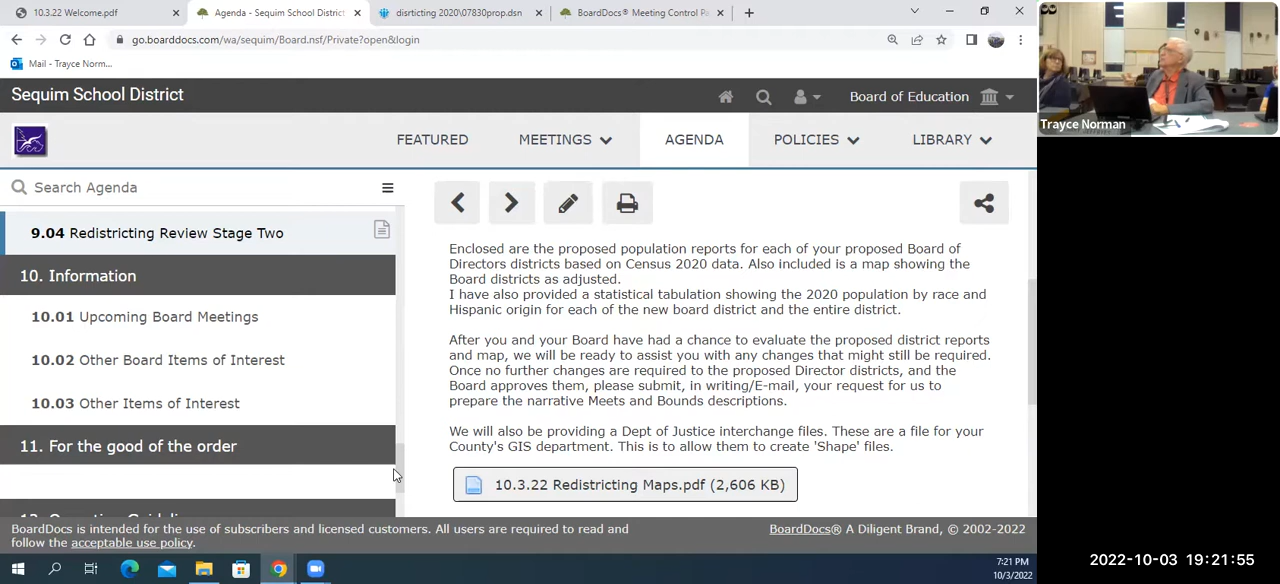 10.3.22 Welcome.pdf
Agenda - Sequim School District
disrticting 2020\07830prop.dsn
BoardDocs® Meeting Control Pa
go.boarddocs.com/wa/sequim/Board.nsf/Private?open&login
Mail - Trayce Norm...
Trayce Norman
Sequim School District
Board of Education
FEATURED
MEETINGS
AGENDA
POLICIES
LIBRARY
Search Agenda
9.04 Redistricting Review Stage Two
10. Information
10.01 Upcoming Board Meetings
10.02 Other Board Items of Interest
10.03 Other Items of Interest
11. For the good of the order
Enclosed are the proposed population reports for each of your proposed Board of
Directors districts based on Census 2020 data. Also included is a map showing the
Board districts as adjusted.
I have also provided a statistical tabulation showing the 2020 population by race and
Hispanic origin for each of the new board district and the entire district.
After you and your Board have had a chance to evaluate the proposed district reports
and map, we will be ready to assist you with any changes that might still be required.
Once no further changes are required to the proposed Director districts, and the
Board approves them, please submit, in writing/E-mail, your request for us to
prepare the narrative Meets and Bounds descriptions.
We will also be providing a Dept of Justice interchange files. These are a file for your
County's GIS department. This is to allow them to create 'Shape' files.
10.3.22 Redistricting Maps.pdf (2,606 KB)
BoardDocs is intended for the use of subscribers and licensed customers. All users are required to read and
follow the acceptable use policy.
BoardDocs® A Diligent Brand, © 2002-2022
7:21 PM
10/3/2022
2022-10-03 19:21:55